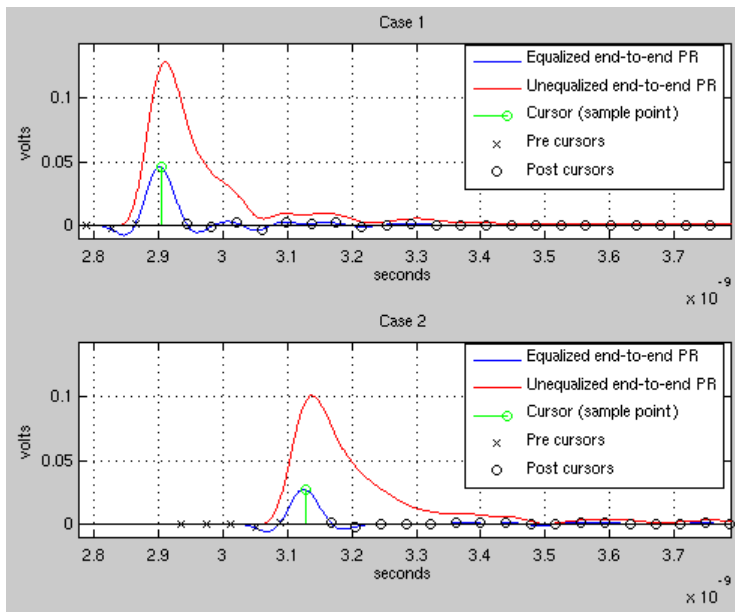 Case 1
volts
0.1
0.05
0
Equalized end-to-end PR
Unequalized end-to-end PR
Cursor (sample point)
Pre cursors
Post cursors
2.8 2.9 3 3.1 3.2 3.3 3.4 3.5 3.6 3.7
seconds
x 10^-9
Case 2
volts
0.1
0.05
0
Equalized end-to-end PR
Unequalized end-to-end PR
Cursor (sample point)
Pre cursors
Post cursors
2.8 2.9 3 3.1 3.2 3.3 3.4 3.5 3.6 3.7
seconds
x 10^-9